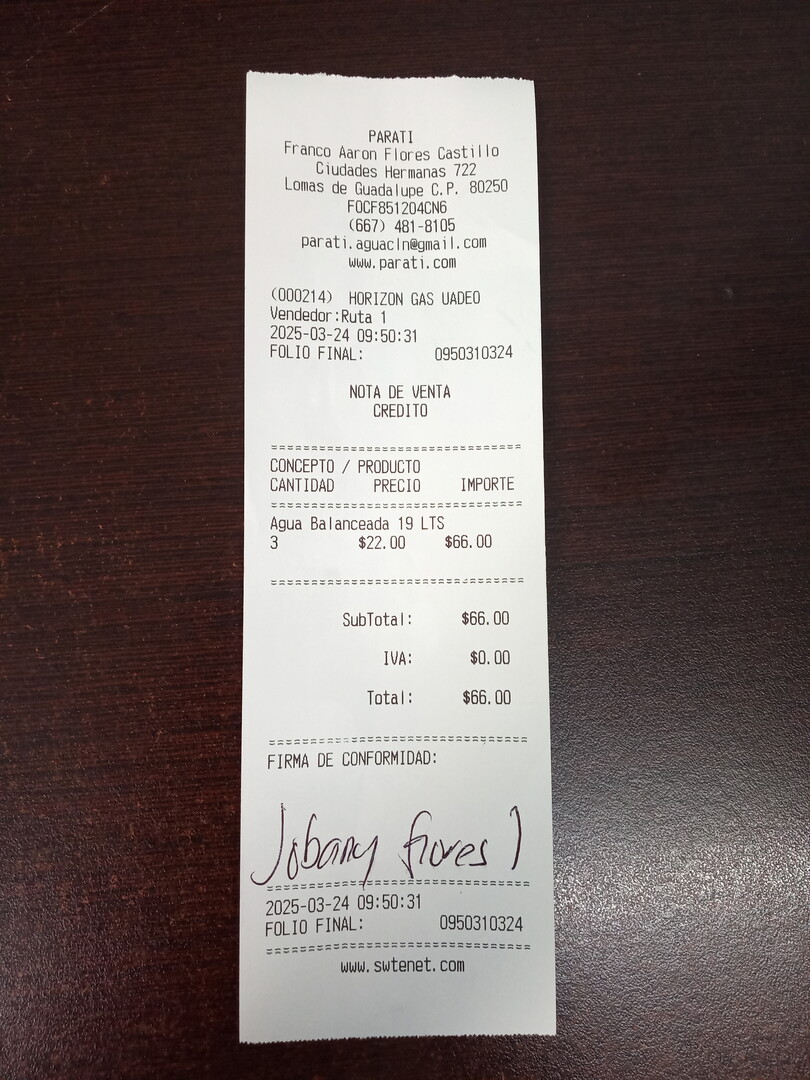 PARATI
Franco Aaron Flores Castillo
Ciudades Hermanas 722
Lomas de Guadalupe C.P. 80250
FOCF851204CN6
(667) 481-8105
parati.aguacln@gmail.com
www.parati.com
(000214) HORIZON GAS UADEO
Vendedor:Ruta 1
2025-03-24 09:50:31
FOLIO FINAL: 0950310324
NOTA DE VENTA
CREDITO
==============================
CONCEPTO / PRODUCTO
CANTIDAD PRECIO IMPORTE
==============================
Agua Balanceada 19 LTS
3 $22.00 $66.00
==============================
SubTotal: $66.00
IVA: $0.00
Total: $66.00
==============================
FIRMA DE CONFORMIDAD:
Jobany flores
==============================
2025-03-24 09:50:31
FOLIO FINAL: 0950310324
==============================
www.swtenet.com